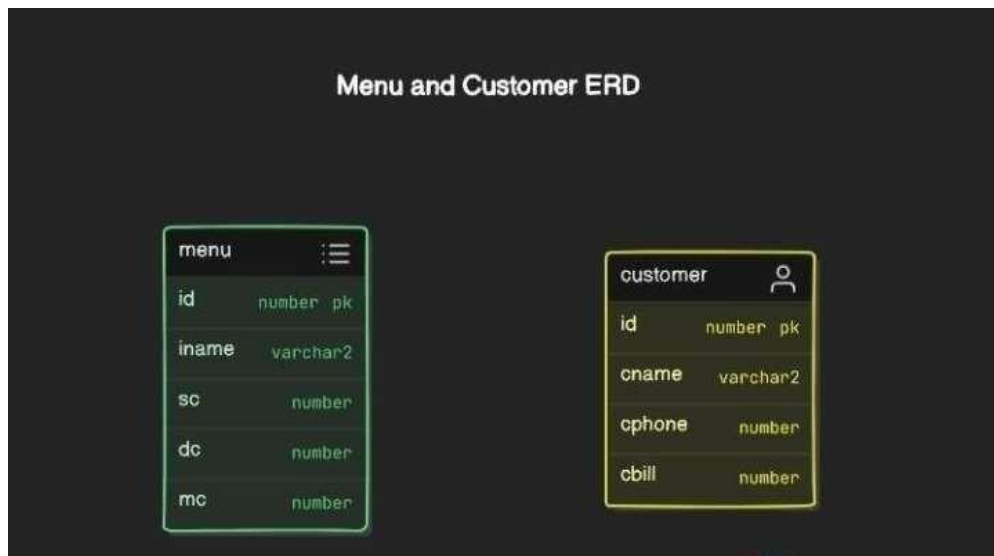 Menu and Customer ERD
menu
id number pk
iname varchar2
sc number
dc number
mc number
customer
id number pk
cname varchar2
cphone number
cbill number